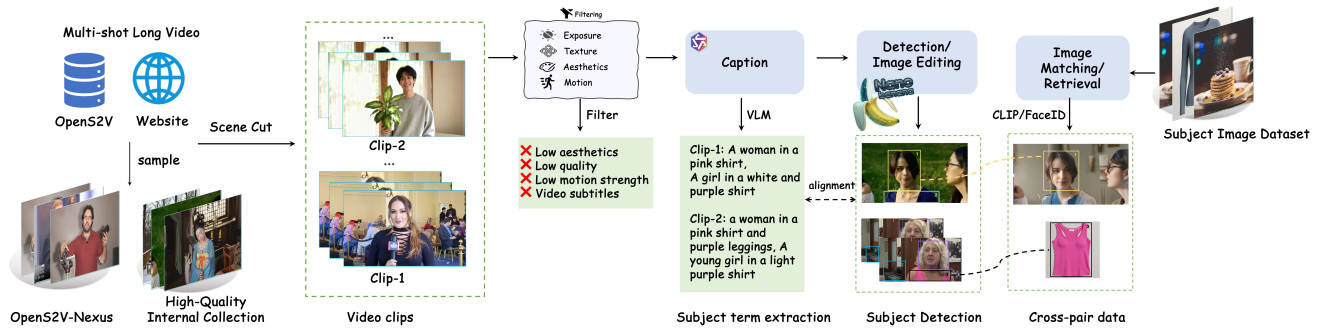 Multi-shot Long Video
OpenS2V
Website
sample
Scene Cut
OpenS2V-Nexus
High-Quality
Internal Collection
...
Clip-2
...
Clip-1
Video clips
Filtering
Exposure
Texture
Aesthetics
Motion
Filter
Low aesthetics
Low quality
Low motion strength
Video subtitles
Caption
VLM
Clip-1: A woman in a
pink shirt,
A girl in a white and
purple shirt
Clip-2: a woman in a
pink shirt and
purple leggings, A
young girl in a light
purple shirt
Subject term extraction
alignment
Detection/
Image Editing
Nano
Subject Detection
Image
Matching/
Retrieval
CLIP/FaceID
Cross-pair data
Subject Image Dataset